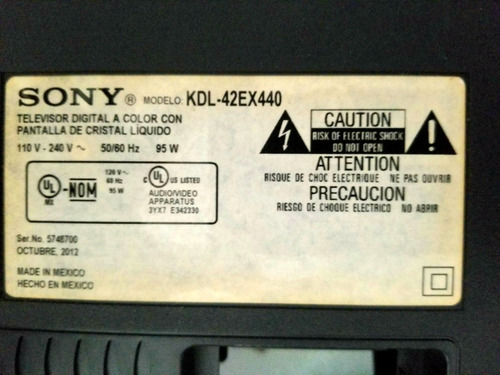 SONY® MODELO: KDL-42EX440
TELEVISOR DIGITAL A COLOR CON
PANTALLA DE CRISTAL LÍQUIDO
110 V - 240 V ~ 50/60 Hz 95 W
UL -NOM
MX
120 V~
60 Hz
95 W
C UL US LISTED
AUDIO/VIDEO
APPARATUS
3YX7 E342330
Ser.No. 5746700
OCTUBRE, 2012
MADE IN MEXICO
HECHO EN MEXICO
CAUTION
RISK OF ELECTRIC SHOCK
DO NOT OPEN
ATTENTION
RISQUE DE CHOC ELECTRIQUE NE PAS OUVRIR
PRECAUCION
RIESGO DE CHOQUE ELECTRICO NO ABRIR